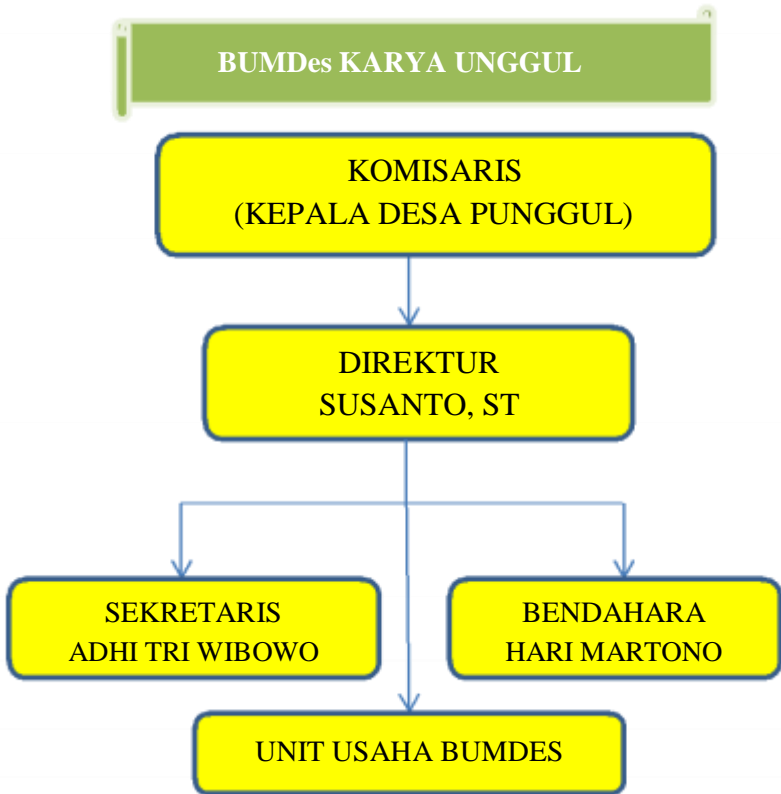 BUMDes KARYA UNGGUL
KOMISARIS
(KEPALA DESA PUNGGUL)
DIREKTUR
SUSANTO, ST
SEKRETARIS
ADHI TRI WIBOWO
BENDAHARA
HARI MARTONO
UNIT USAHA BUMDES